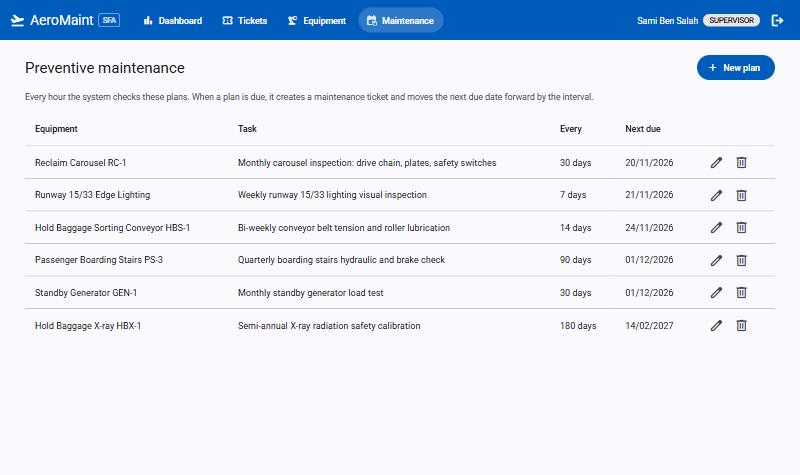 AeroMaint SFA Dashboard Tickets Equipment Maintenance Sami Ben Salah SUPERVISOR
Preventive maintenance
+ New plan
Every hour the system checks these plans. When a plan is due, it creates a maintenance ticket and moves the next due date forward by the interval.
Equipment Task Every Next due
Reclaim Carousel RC-1 Monthly carousel inspection: drive chain, plates, safety switches 30 days 20/11/2026
Runway 15/33 Edge Lighting Weekly runway 15/33 lighting visual inspection 7 days 21/11/2026
Hold Baggage Sorting Conveyor HBS-1 Bi-weekly conveyor belt tension and roller lubrication 14 days 24/11/2026
Passenger Boarding Stairs PS-3 Quarterly boarding stairs hydraulic and brake check 90 days 01/12/2026
Standby Generator GEN-1 Monthly standby generator load test 30 days 01/12/2026
Hold Baggage X-ray HBX-1 Semi-annual X-ray radiation safety calibration 180 days 14/02/2027